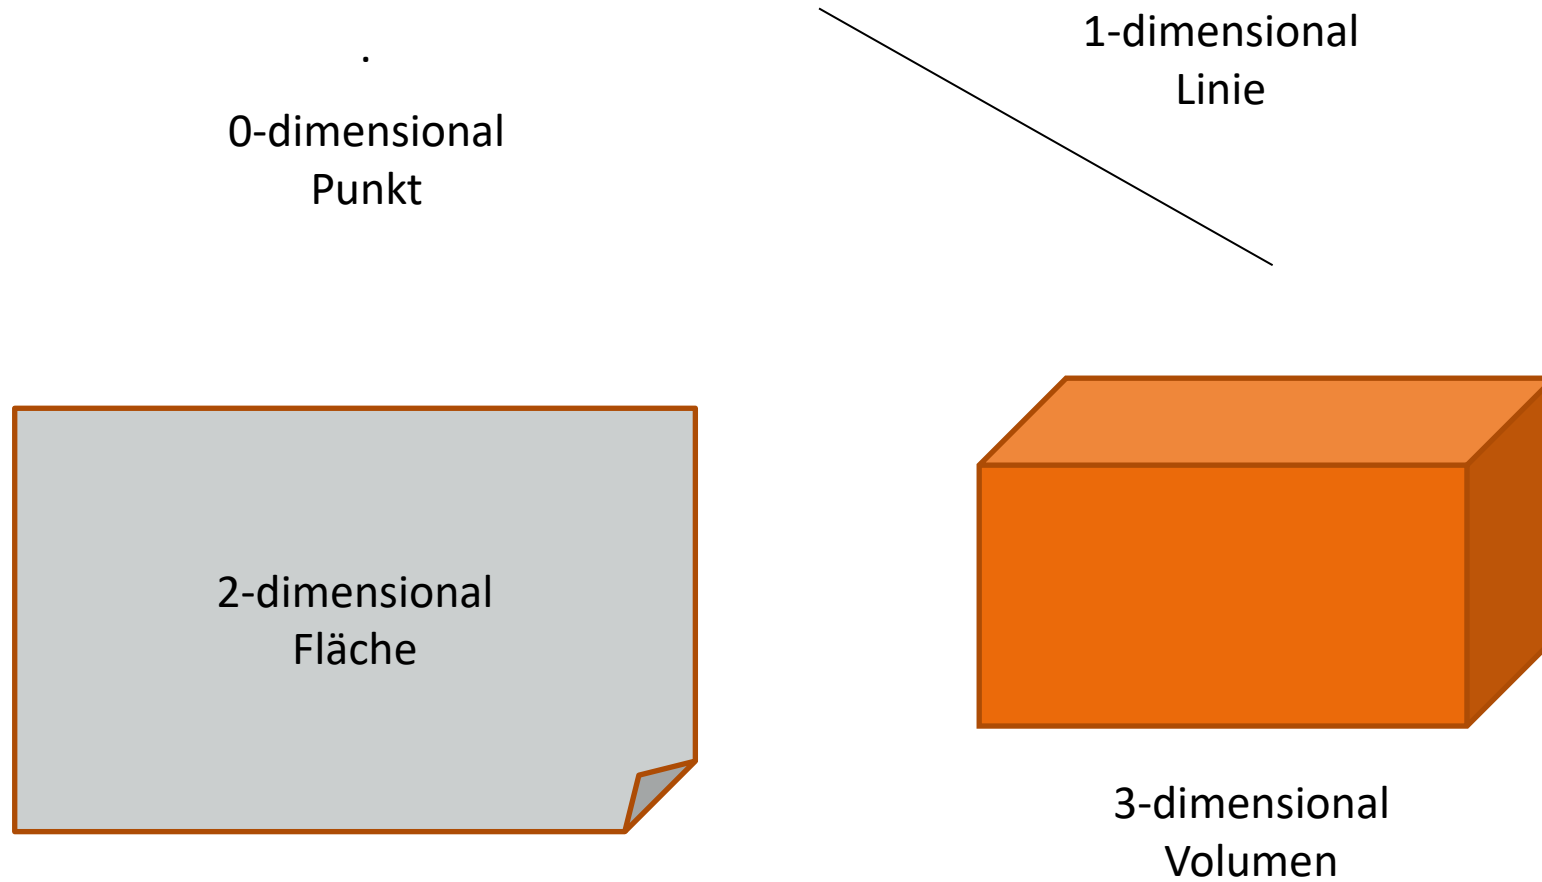 0-dimensional
Punkt
1-dimensional
Linie
2-dimensional
Fläche
3-dimensional
Volumen